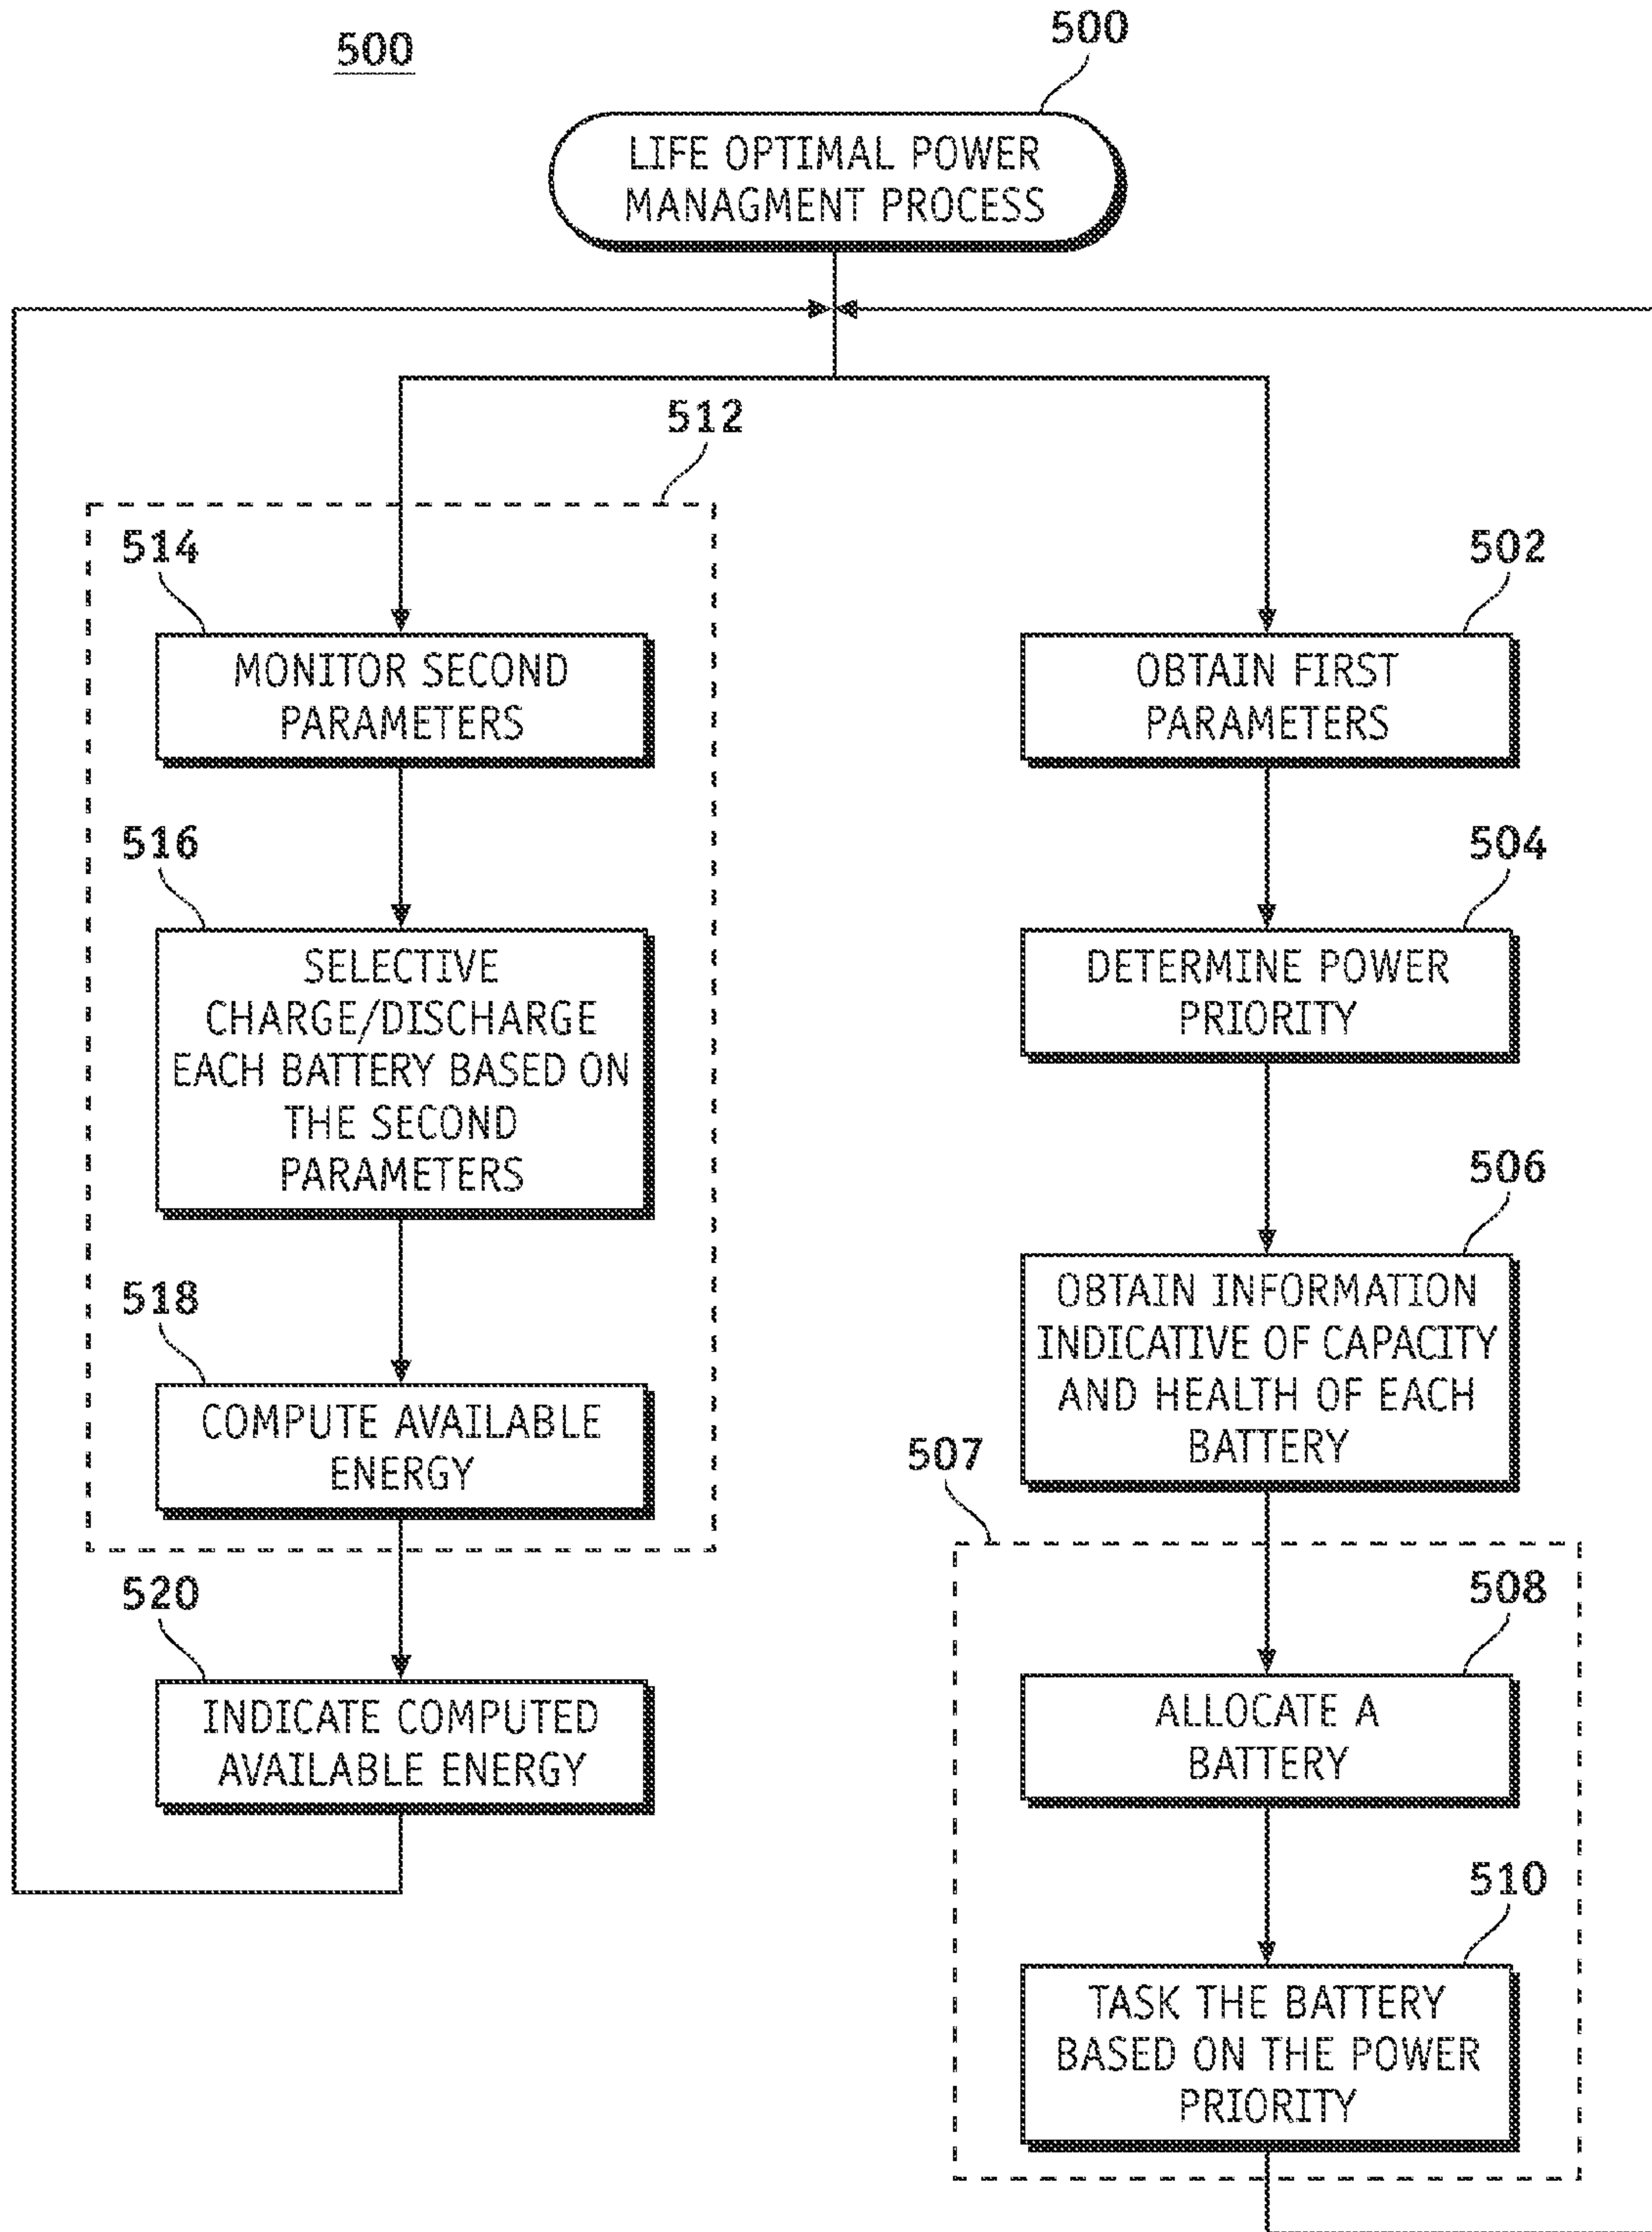 500
500
LIFE OPTIMAL POWER
MANAGMENT PROCESS
512
514
MONITOR SECOND
PARAMETERS
516
SELECTIVE
CHARGE/DISCHARGE
EACH BATTERY BASED ON
THE SECOND
PARAMETERS
518
COMPUTE AVAILABLE
ENERGY
520
INDICATE COMPUTED
AVAILABLE ENERGY
502
OBTAIN FIRST
PARAMETERS
504
DETERMINE POWER
PRIORITY
506
OBTAIN INFORMATION
INDICATIVE OF CAPACITY
AND HEALTH OF EACH
BATTERY
507
508
ALLOCATE A
BATTERY
510
TASK THE BATTERY
BASED ON THE POWER
PRIORITY